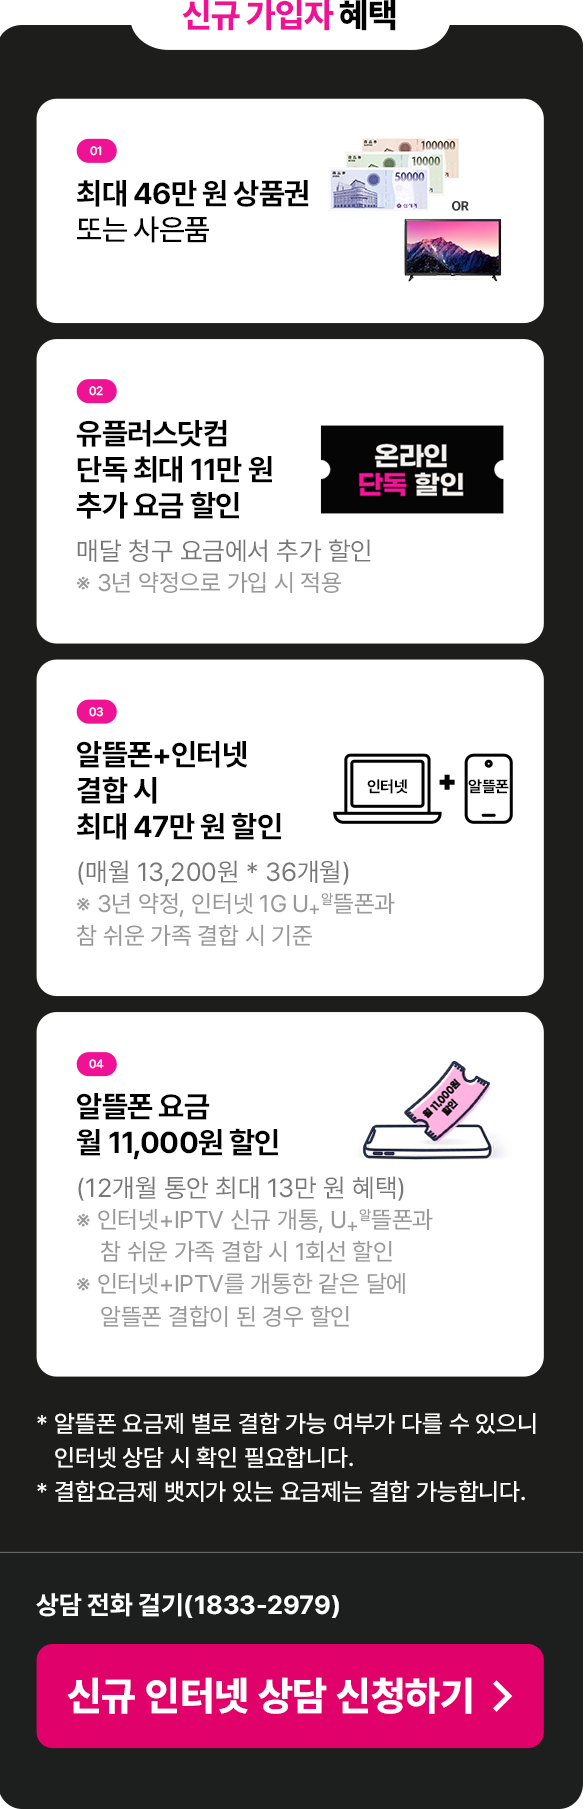 신규 가입자 혜택
01
최대 46만 원 상품권
또는 사은품
100000
10000
50000
OR
02
유플러스닷컴
단독 최대 11만 원
추가 요금 할인
온라인
단독 할인
매달 청구 요금에서 추가 할인
※ 3년 약정으로 가입 시 적용
03
알뜰폰+인터넷
결합 시
최대 47만 원 할인
인터넷 + 알뜰폰
(매월 13,200원 * 36개월)
※ 3년 약정, 인터넷 1G U+알뜰폰과
참 쉬운 가족 결합 시 기준
04
알뜰폰 요금
월 11,000원 할인
월 11,000원
할인
(12개월 통안 최대 13만 원 혜택)
※ 인터넷+IPTV 신규 개통, U+알뜰폰과
참 쉬운 가족 결합 시 1회선 할인
※ 인터넷+IPTV를 개통한 같은 달에
알뜰폰 결합이 된 경우 할인
* 알뜰폰 요금제 별로 결합 가능 여부가 다를 수 있으니
인터넷 상담 시 확인 필요합니다.
* 결합요금제 뱃지가 있는 요금제는 결합 가능합니다.
상담 전화 걸기(1833-2979)
신규 인터넷 상담 신청하기 >